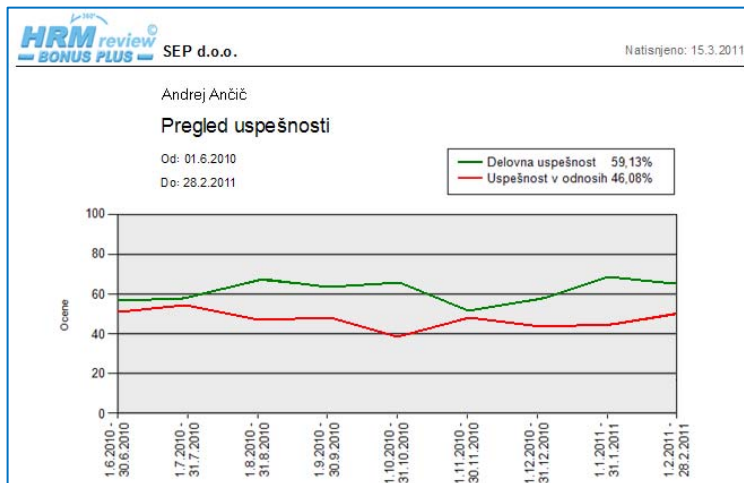 360°
HRM review©
BONUS PLUS
SEP d.o.o.
Natisnjeno: 15.3.2011
Andrej Ančič
Pregled uspešnosti
Od: 01.6.2010
Do: 28.2.2011
Delovna uspešnost 59,13%
Uspešnost v odnosih 46,08%
Ocene
100
80
60
40
20
0
1.6.2010 -
30.6.2010
1.7.2010 -
31.7.2010
1.8.2010 -
31.8.2010
1.9.2010 -
30.9.2010
1.10.2010 -
31.10.2010
1.11.2010 -
30.11.2010
1.12.2010 -
31.12.2010
1.1.2011 -
31.1.2011
1.2.2011 -
28.2.2011